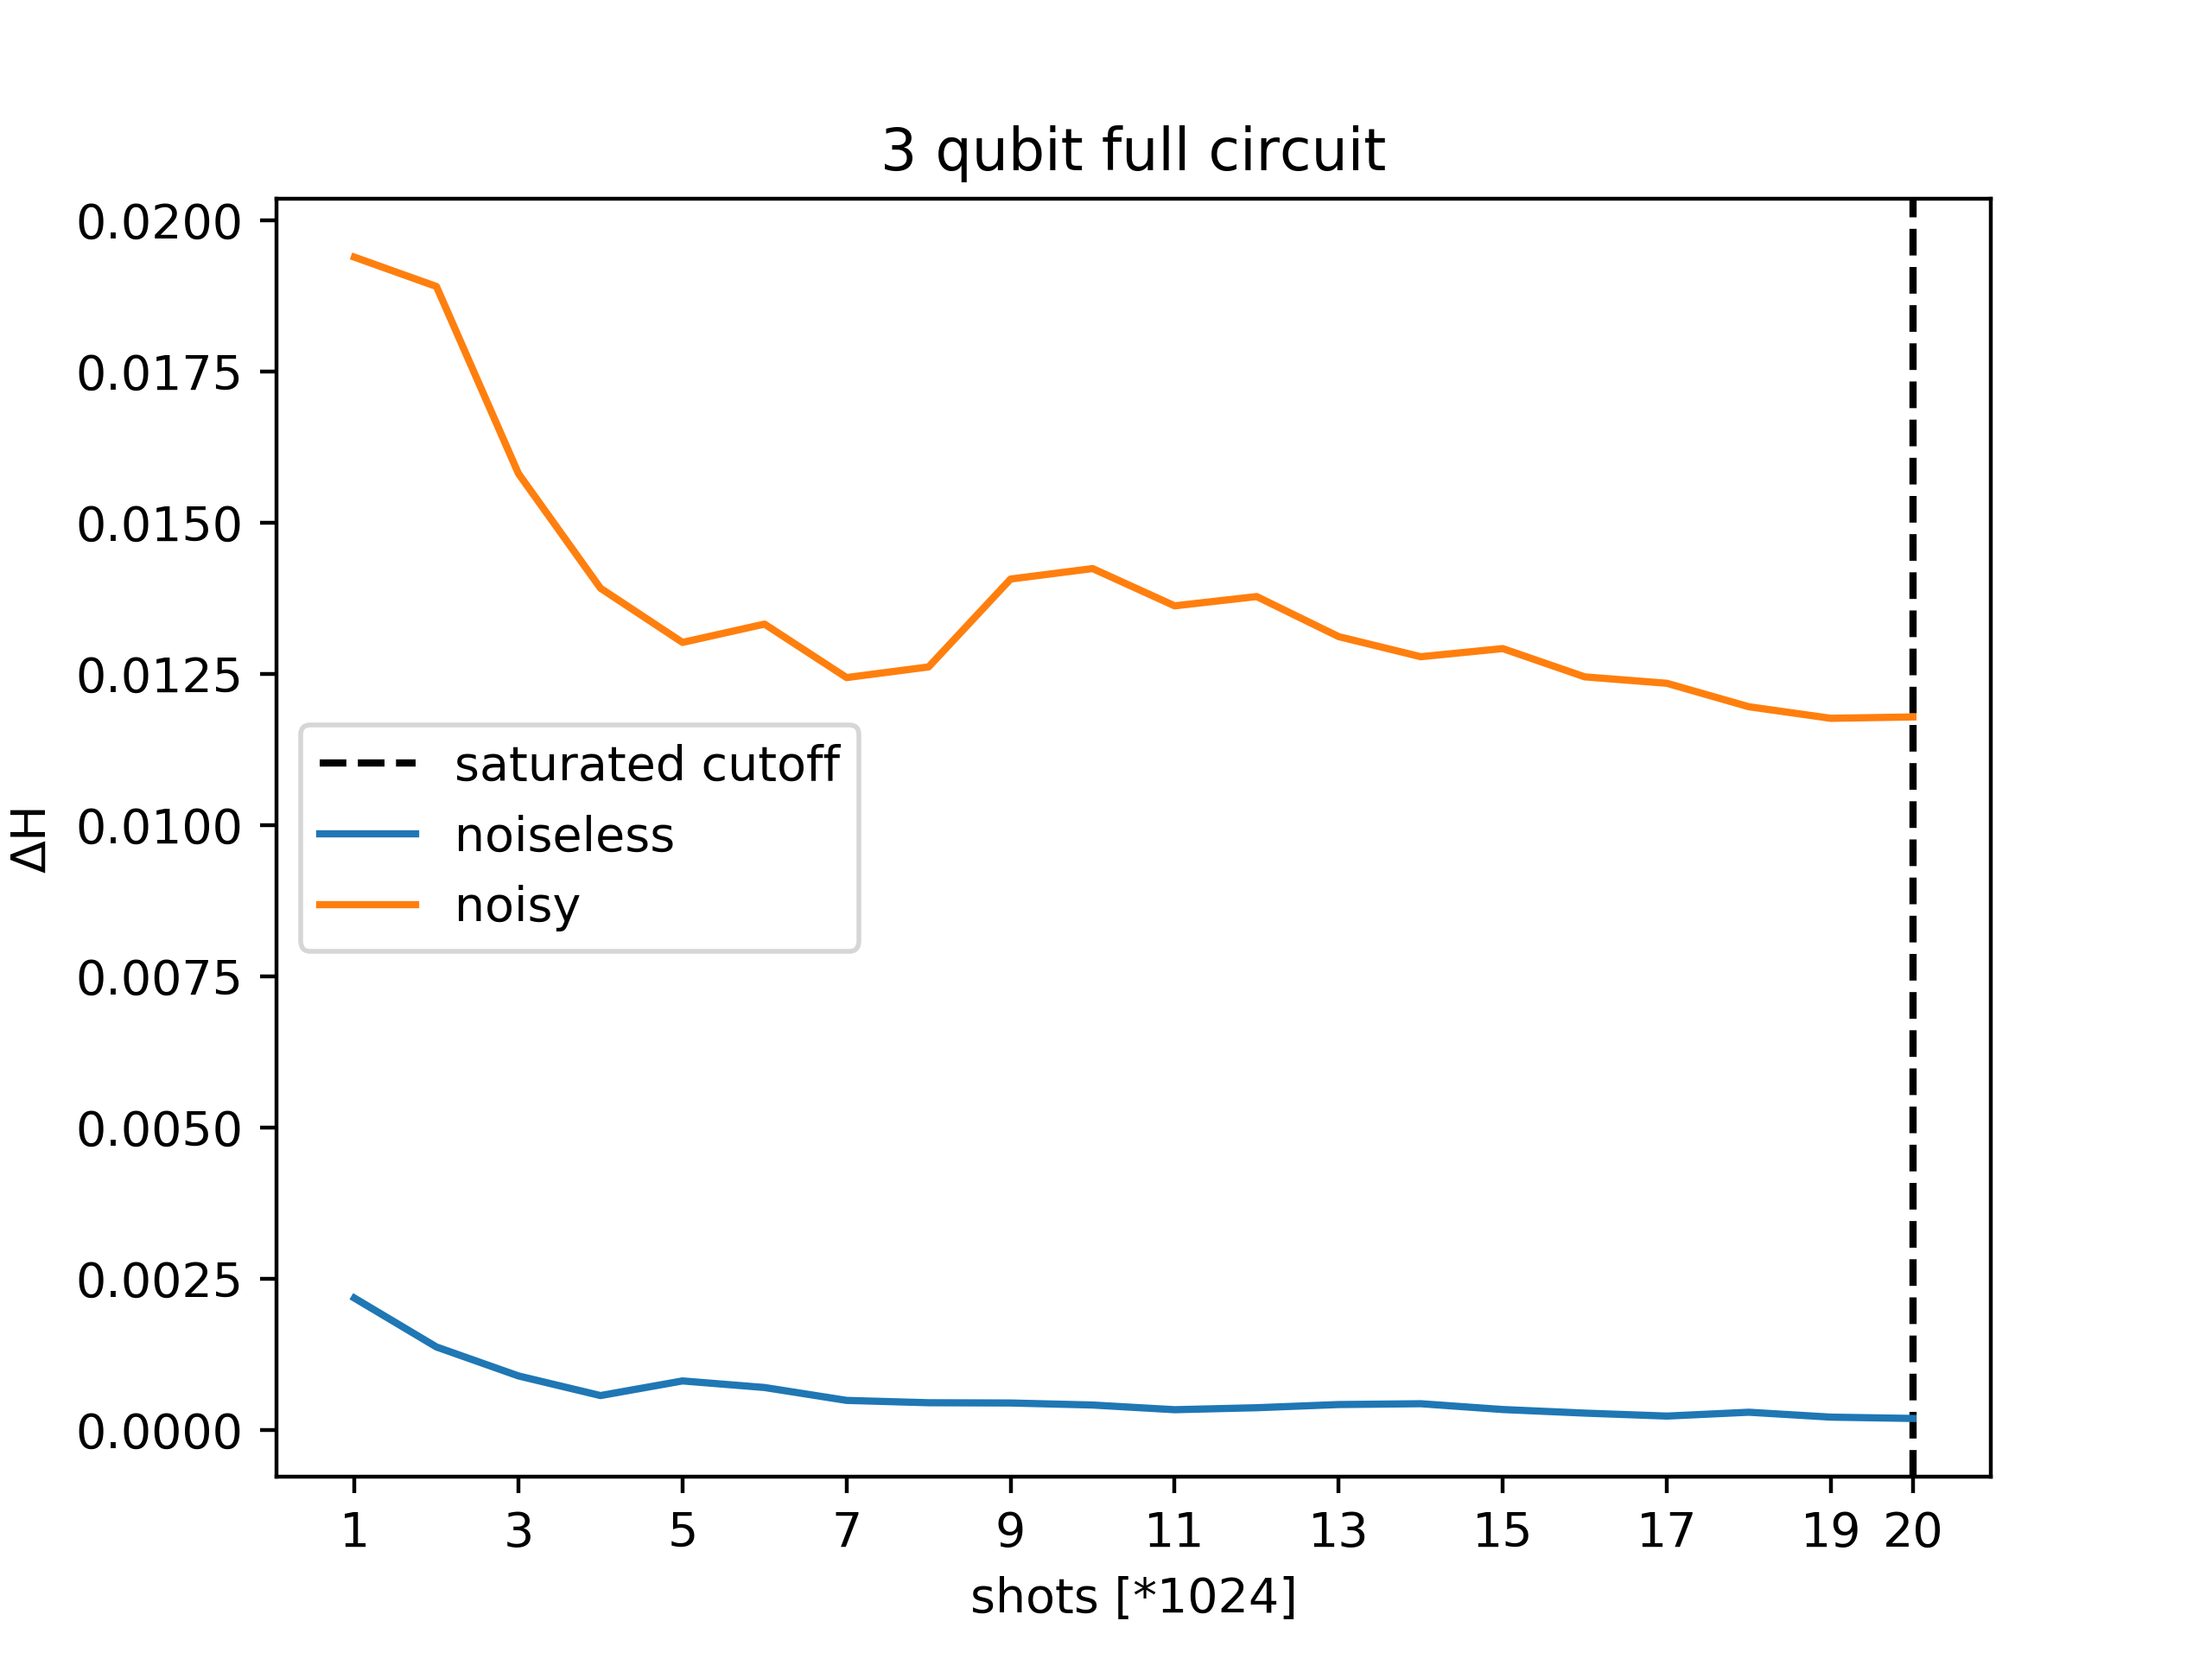 3 qubit full circuit
0.0200
0.0175
0.0150
0.0125
0.0100
0.0075
0.0050
0.0025
0.0000
ΔH
saturated cutoff
noiseless
noisy
1 3 5 7 9 11 13 15 17 19 20
shots [*1024]